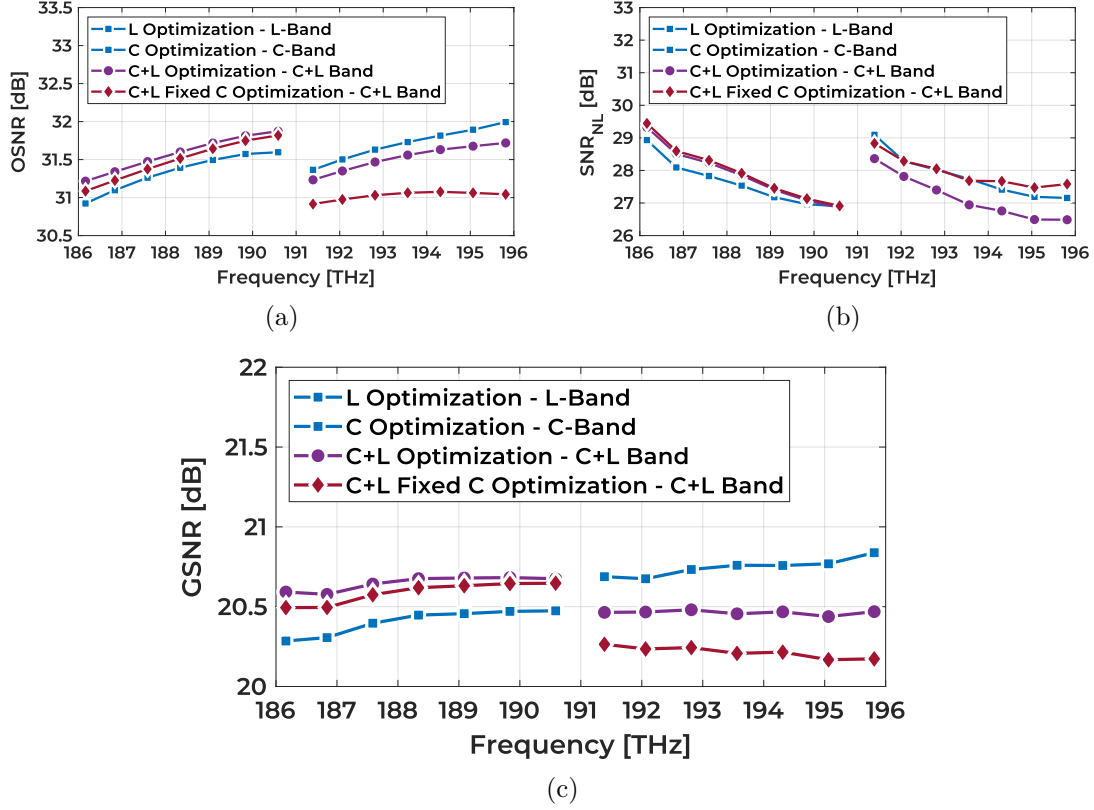 33.5
33
32.5
32
31.5
31
30.5
OSNR [dB]
L Optimization - L-Band
C Optimization - C-Band
C+L Optimization - C+L Band
C+L Fixed C Optimization - C+L Band
186 187 188 189 190 191 192 193 194 195 196
Frequency [THz]
(a)
33
32
31
30
29
28
27
26
SNR_NL [dB]
L Optimization - L-Band
C Optimization - C-Band
C+L Optimization - C+L Band
C+L Fixed C Optimization - C+L Band
186 187 188 189 190 191 192 193 194 195 196
Frequency [THz]
(b)
22
21.5
21
20.5
20
GSNR [dB]
L Optimization - L-Band
C Optimization - C-Band
C+L Optimization - C+L Band
C+L Fixed C Optimization - C+L Band
186 187 188 189 190 191 192 193 194 195 196
Frequency [THz]
(c)